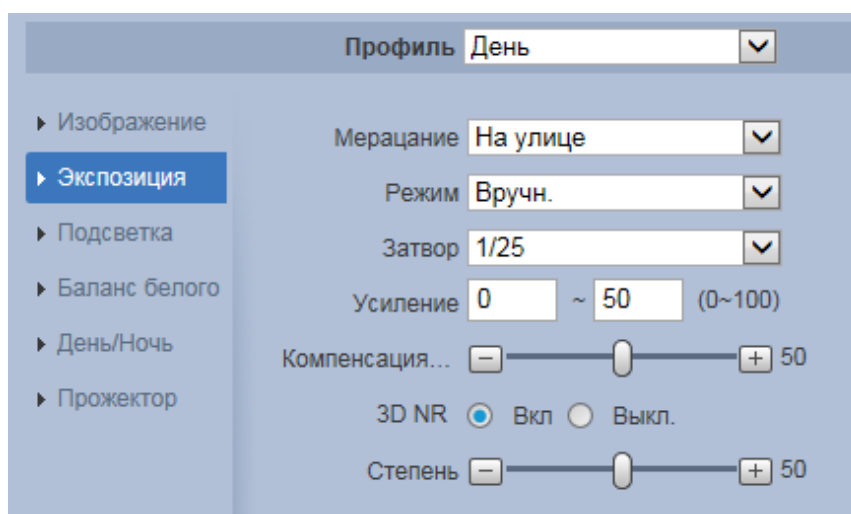 Профиль День
Изображение
Мерацание На улице
Экспозиция
Режим Вручн.
Подсветка
Затвор 1/25
Баланс белого
Усиление 0 ~ 50 (0~100)
День/Ночь
Компенсация... 50
Прожектор
3D NR Вкл Выкл.
Степень 50